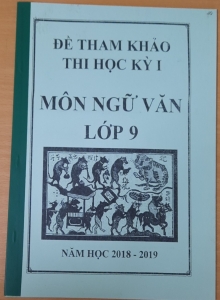 ĐỀ THAM KHẢO
THI HỌC KỲ I
MÔN NGỮ VĂN
LỚP 9
NĂM HỌC 2018 - 2019